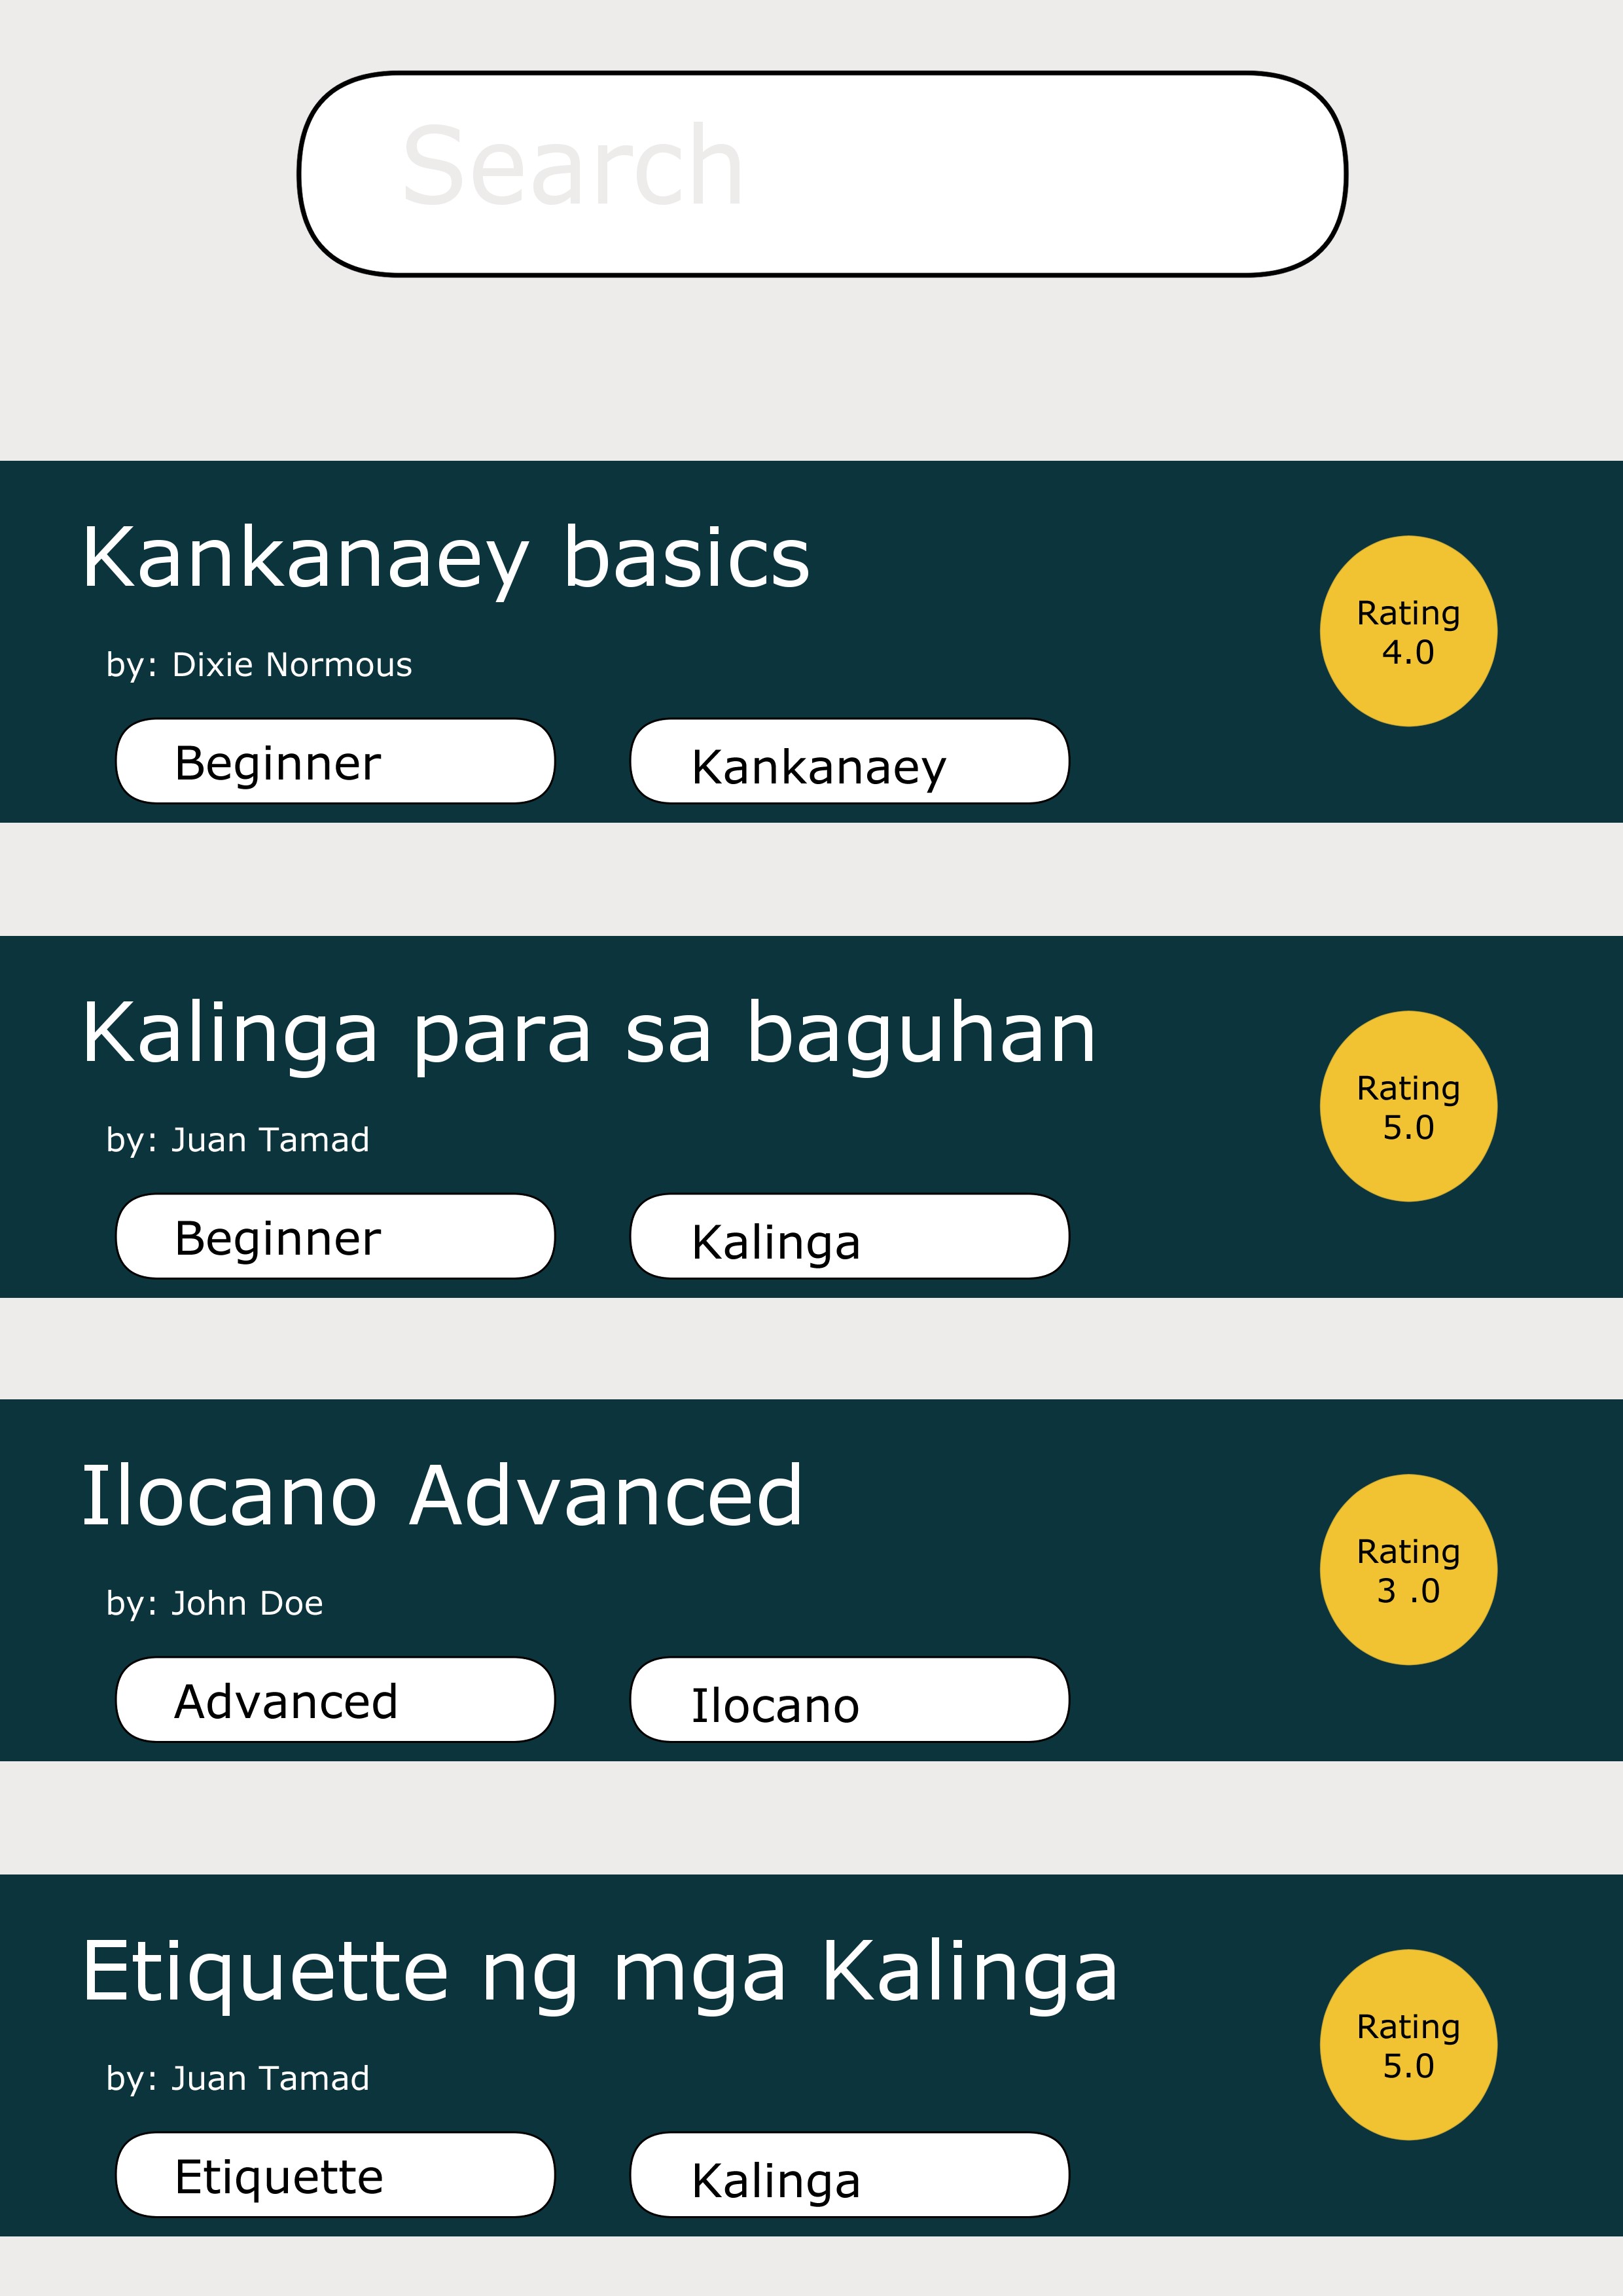 Search
Kankanaey basics
by: Dixie Normous
Rating
4.0
Beginner
Kankanaey
Kalinga para sa baguhan
by: Juan Tamad
Rating
5.0
Beginner
Kalinga
Ilocano Advanced
by: John Doe
Rating
3 .0
Advanced
Ilocano
Etiquette ng mga Kalinga
by: Juan Tamad
Rating
5.0
Etiquette
Kalinga